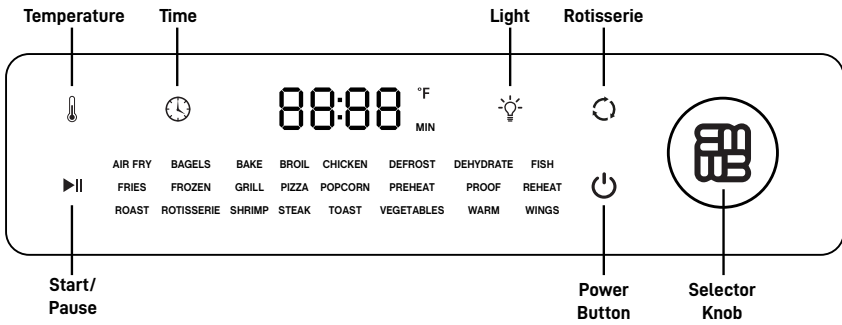 Temperature Time Light Rotisserie
88:88 °F
MIN
AIR FRY BAGELS BAKE BROIL CHICKEN DEFROST DEHYDRATE FISH
FRIES FROZEN GRILL PIZZA POPCORN PREHEAT PROOF REHEAT
ROAST ROTISSERIE SHRIMP STEAK TOAST VEGETABLES WARM WINGS
Start/
Pause
Power
Button
Selector
Knob